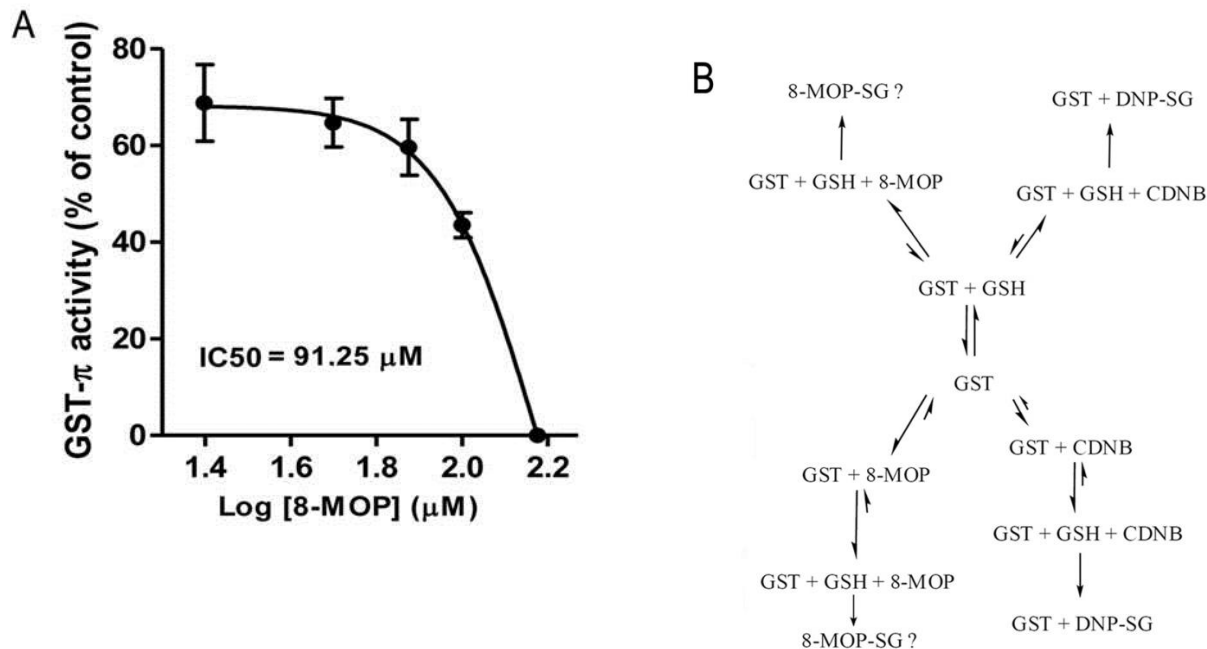 A
80
60
40
20
0
GST-π activity (% of control)
IC50 = 91.25 µM
1.4 1.6 1.8 2.0 2.2
Log [8-MOP] (µM)
B
8-MOP-SG ?
GST + DNP-SG
GST + GSH + 8-MOP
GST + GSH + CDNB
GST + GSH
GST
GST + CDNB
GST + 8-MOP
GST + GSH + CDNB
GST + GSH + 8-MOP
GST + DNP-SG
8-MOP-SG ?